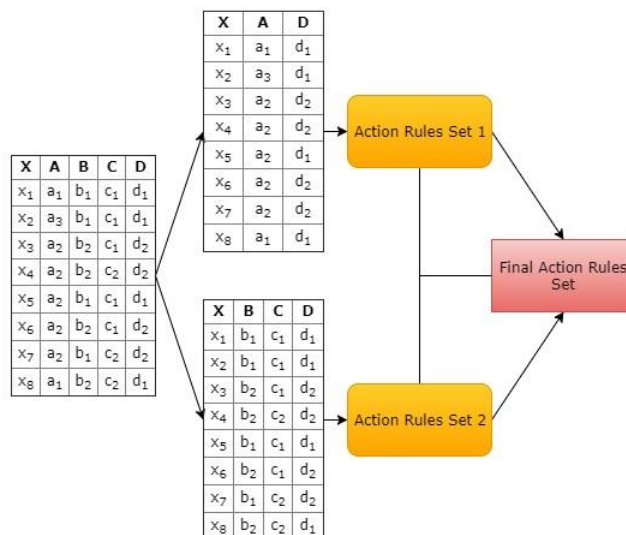 X A B C D
x1 a1 b1 c1 d1
x2 a3 b1 c1 d1
x3 a2 b2 c1 d2
x4 a2 b2 c2 d2
x5 a2 b1 c1 d1
x6 a2 b2 c1 d2
x7 a2 b1 c2 d2
x8 a1 b2 c2 d1
X A D
x1 a1 d1
x2 a3 d1
x3 a2 d2
x4 a2 d2
x5 a2 d1
x6 a2 d2
x7 a2 d2
x8 a1 d1
X B C D
x1 b1 c1 d1
x2 b1 c1 d1
x3 b2 c1 d2
x4 b2 c2 d2
x5 b1 c1 d1
x6 b2 c1 d2
x7 b1 c2 d2
x8 b2 c2 d1
Action Rules Set 1
Action Rules Set 2
Final Action Rules
Set